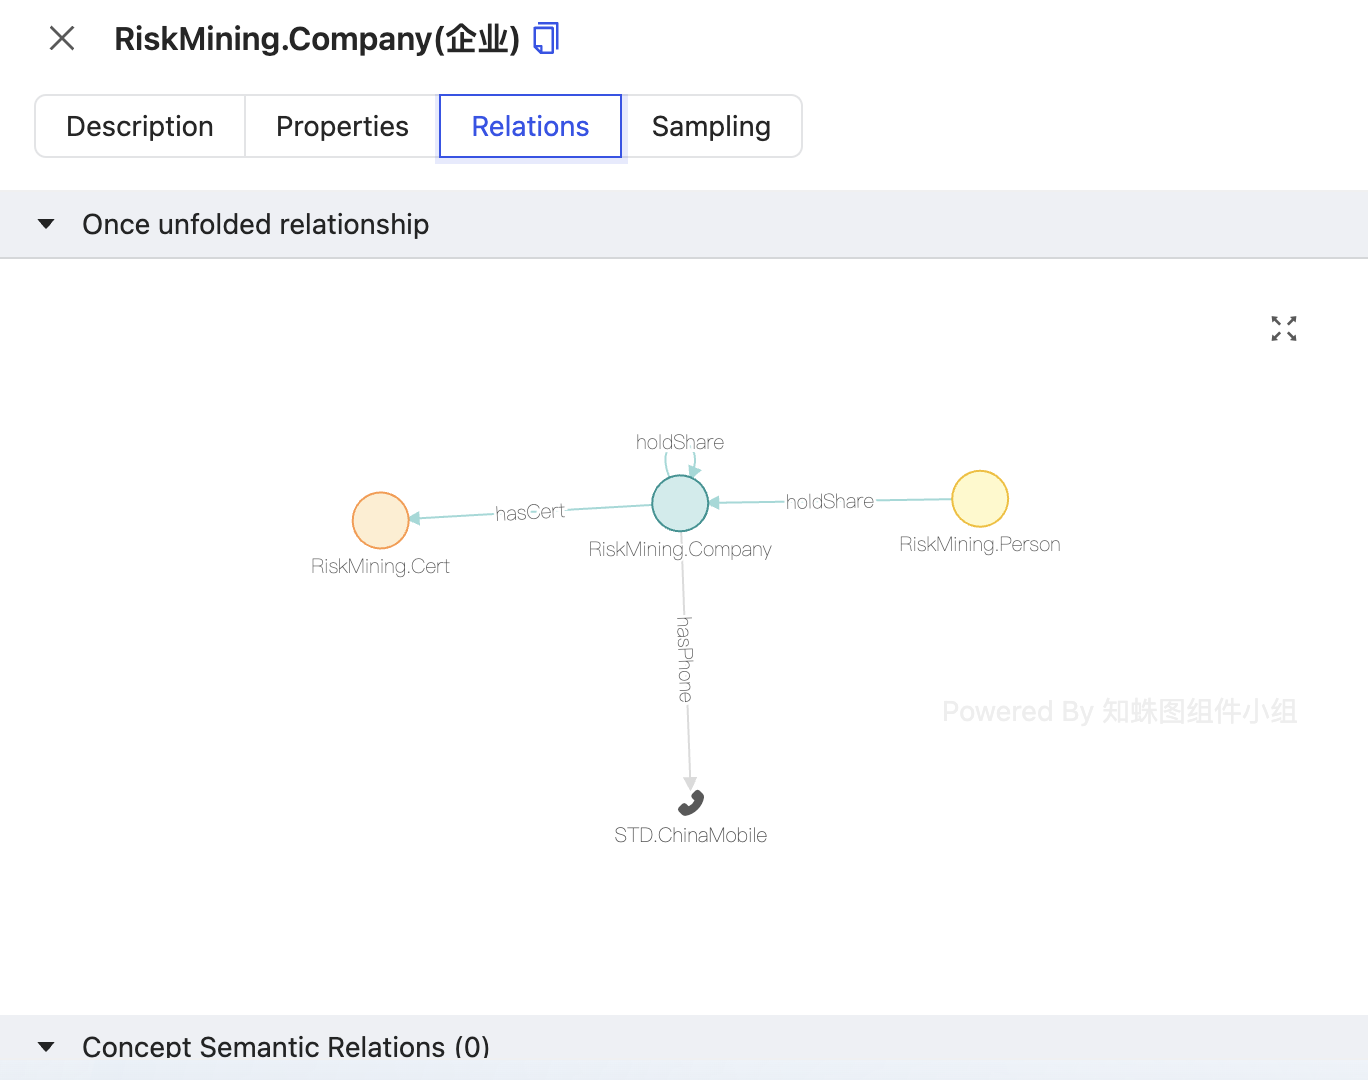 RiskMining.Company(企业)
Description
Properties
Relations
Sampling
Once unfolded relationship
holdShare
hasCert
holdShare
RiskMining.Cert
RiskMining.Company
RiskMining.Person
hasPhone
Powered By 知蛛图组件小组
STD.ChinaMobile
Concept Semantic Relations (0)